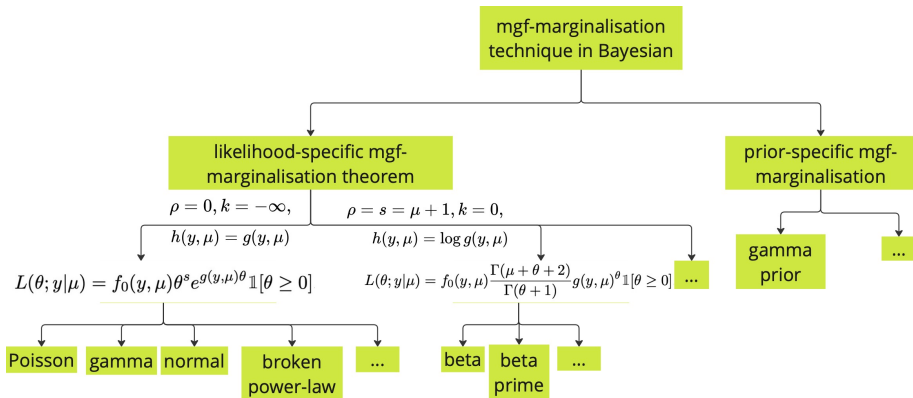 mgf-marginalisation
technique in Bayesian
likelihood-specific mgf-
marginalisation theorem
prior-specific mgf-
marginalisation
ρ = 0, k = −∞,
h(y, μ) = g(y, μ)
ρ = s = μ + 1, k = 0,
h(y, μ) = log g(y, μ)
gamma
prior
...
L(θ; y|μ) = f₀(y, μ)θˢe^{g(y,μ)θ}𝟙[θ ≥ 0]
L(θ; y|μ) = f₀(y, μ) Γ(μ + θ + 2) / Γ(θ + 1) g(y, μ)^θ 𝟙[θ ≥ 0]
...
Poisson
gamma
normal
broken
power-law
...
beta
beta
prime
...